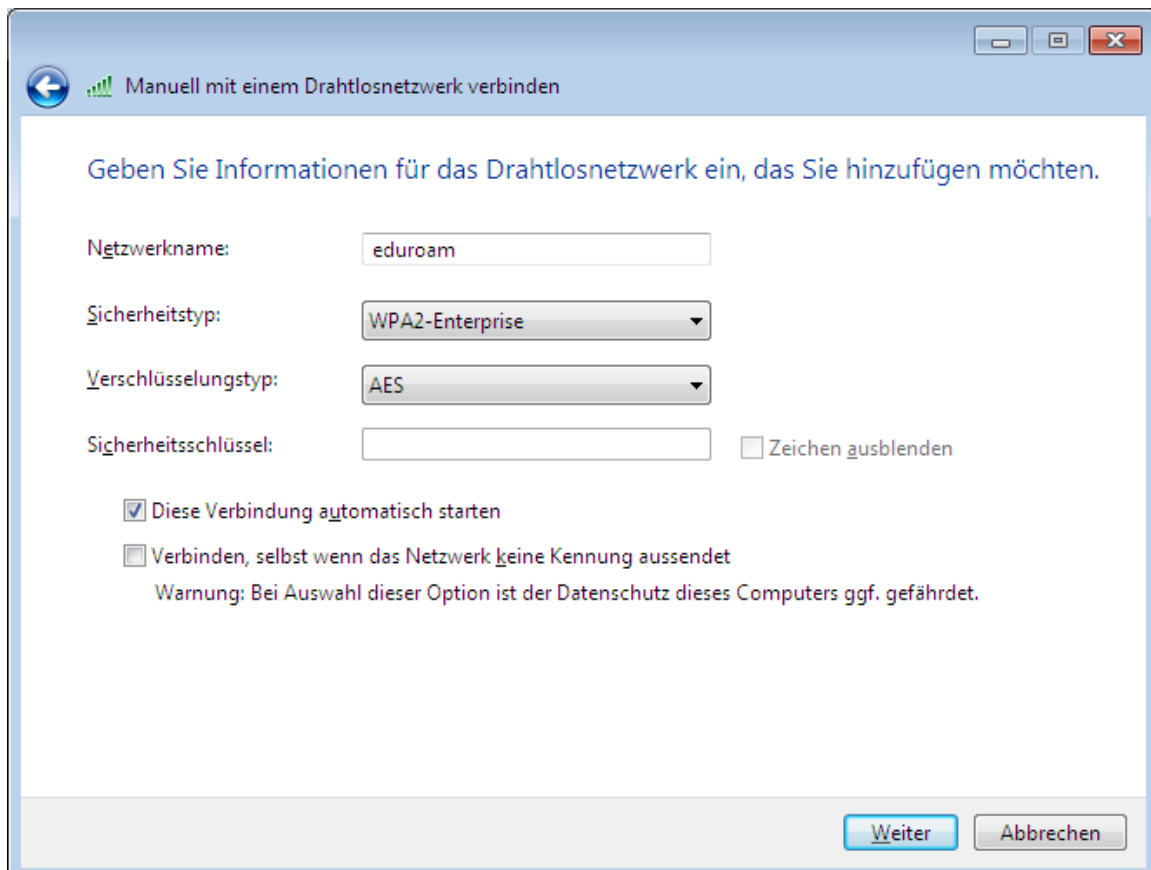 Manuell mit einem Drahtlosnetzwerk verbinden
Geben Sie Informationen für das Drahtlosnetzwerk ein, das Sie hinzufügen möchten.
Netzwerkname: eduroam
Sicherheitstyp: WPA2-Enterprise
Verschlüsselungstyp: AES
Sicherheitsschlüssel: Zeichen ausblenden
Diese Verbindung automatisch starten
Verbinden, selbst wenn das Netzwerk keine Kennung aussendet
Warnung: Bei Auswahl dieser Option ist der Datenschutz dieses Computers ggf. gefährdet.
Weiter Abbrechen